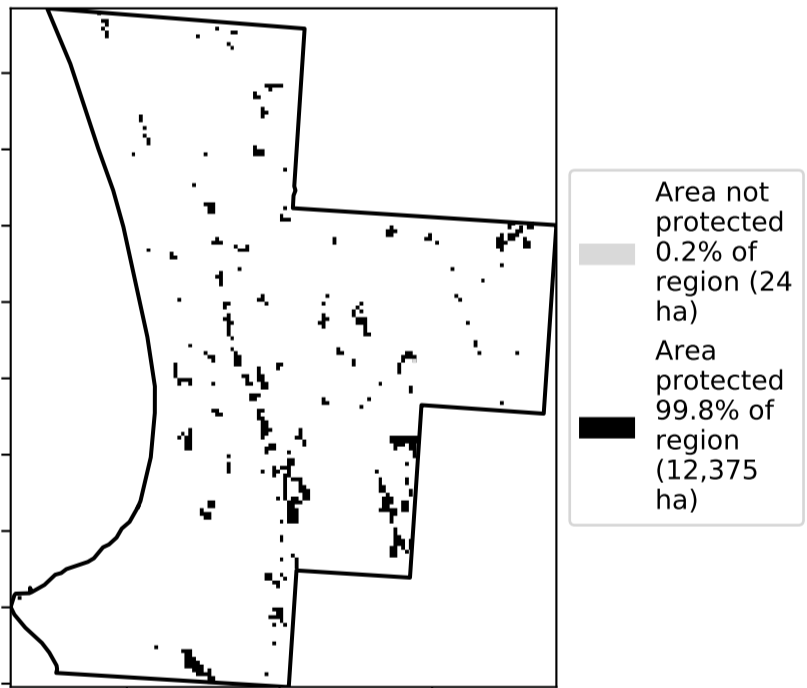 Area not
protected
0.2% of
region (24
ha)
Area
protected
99.8% of
region
(12,375
ha)